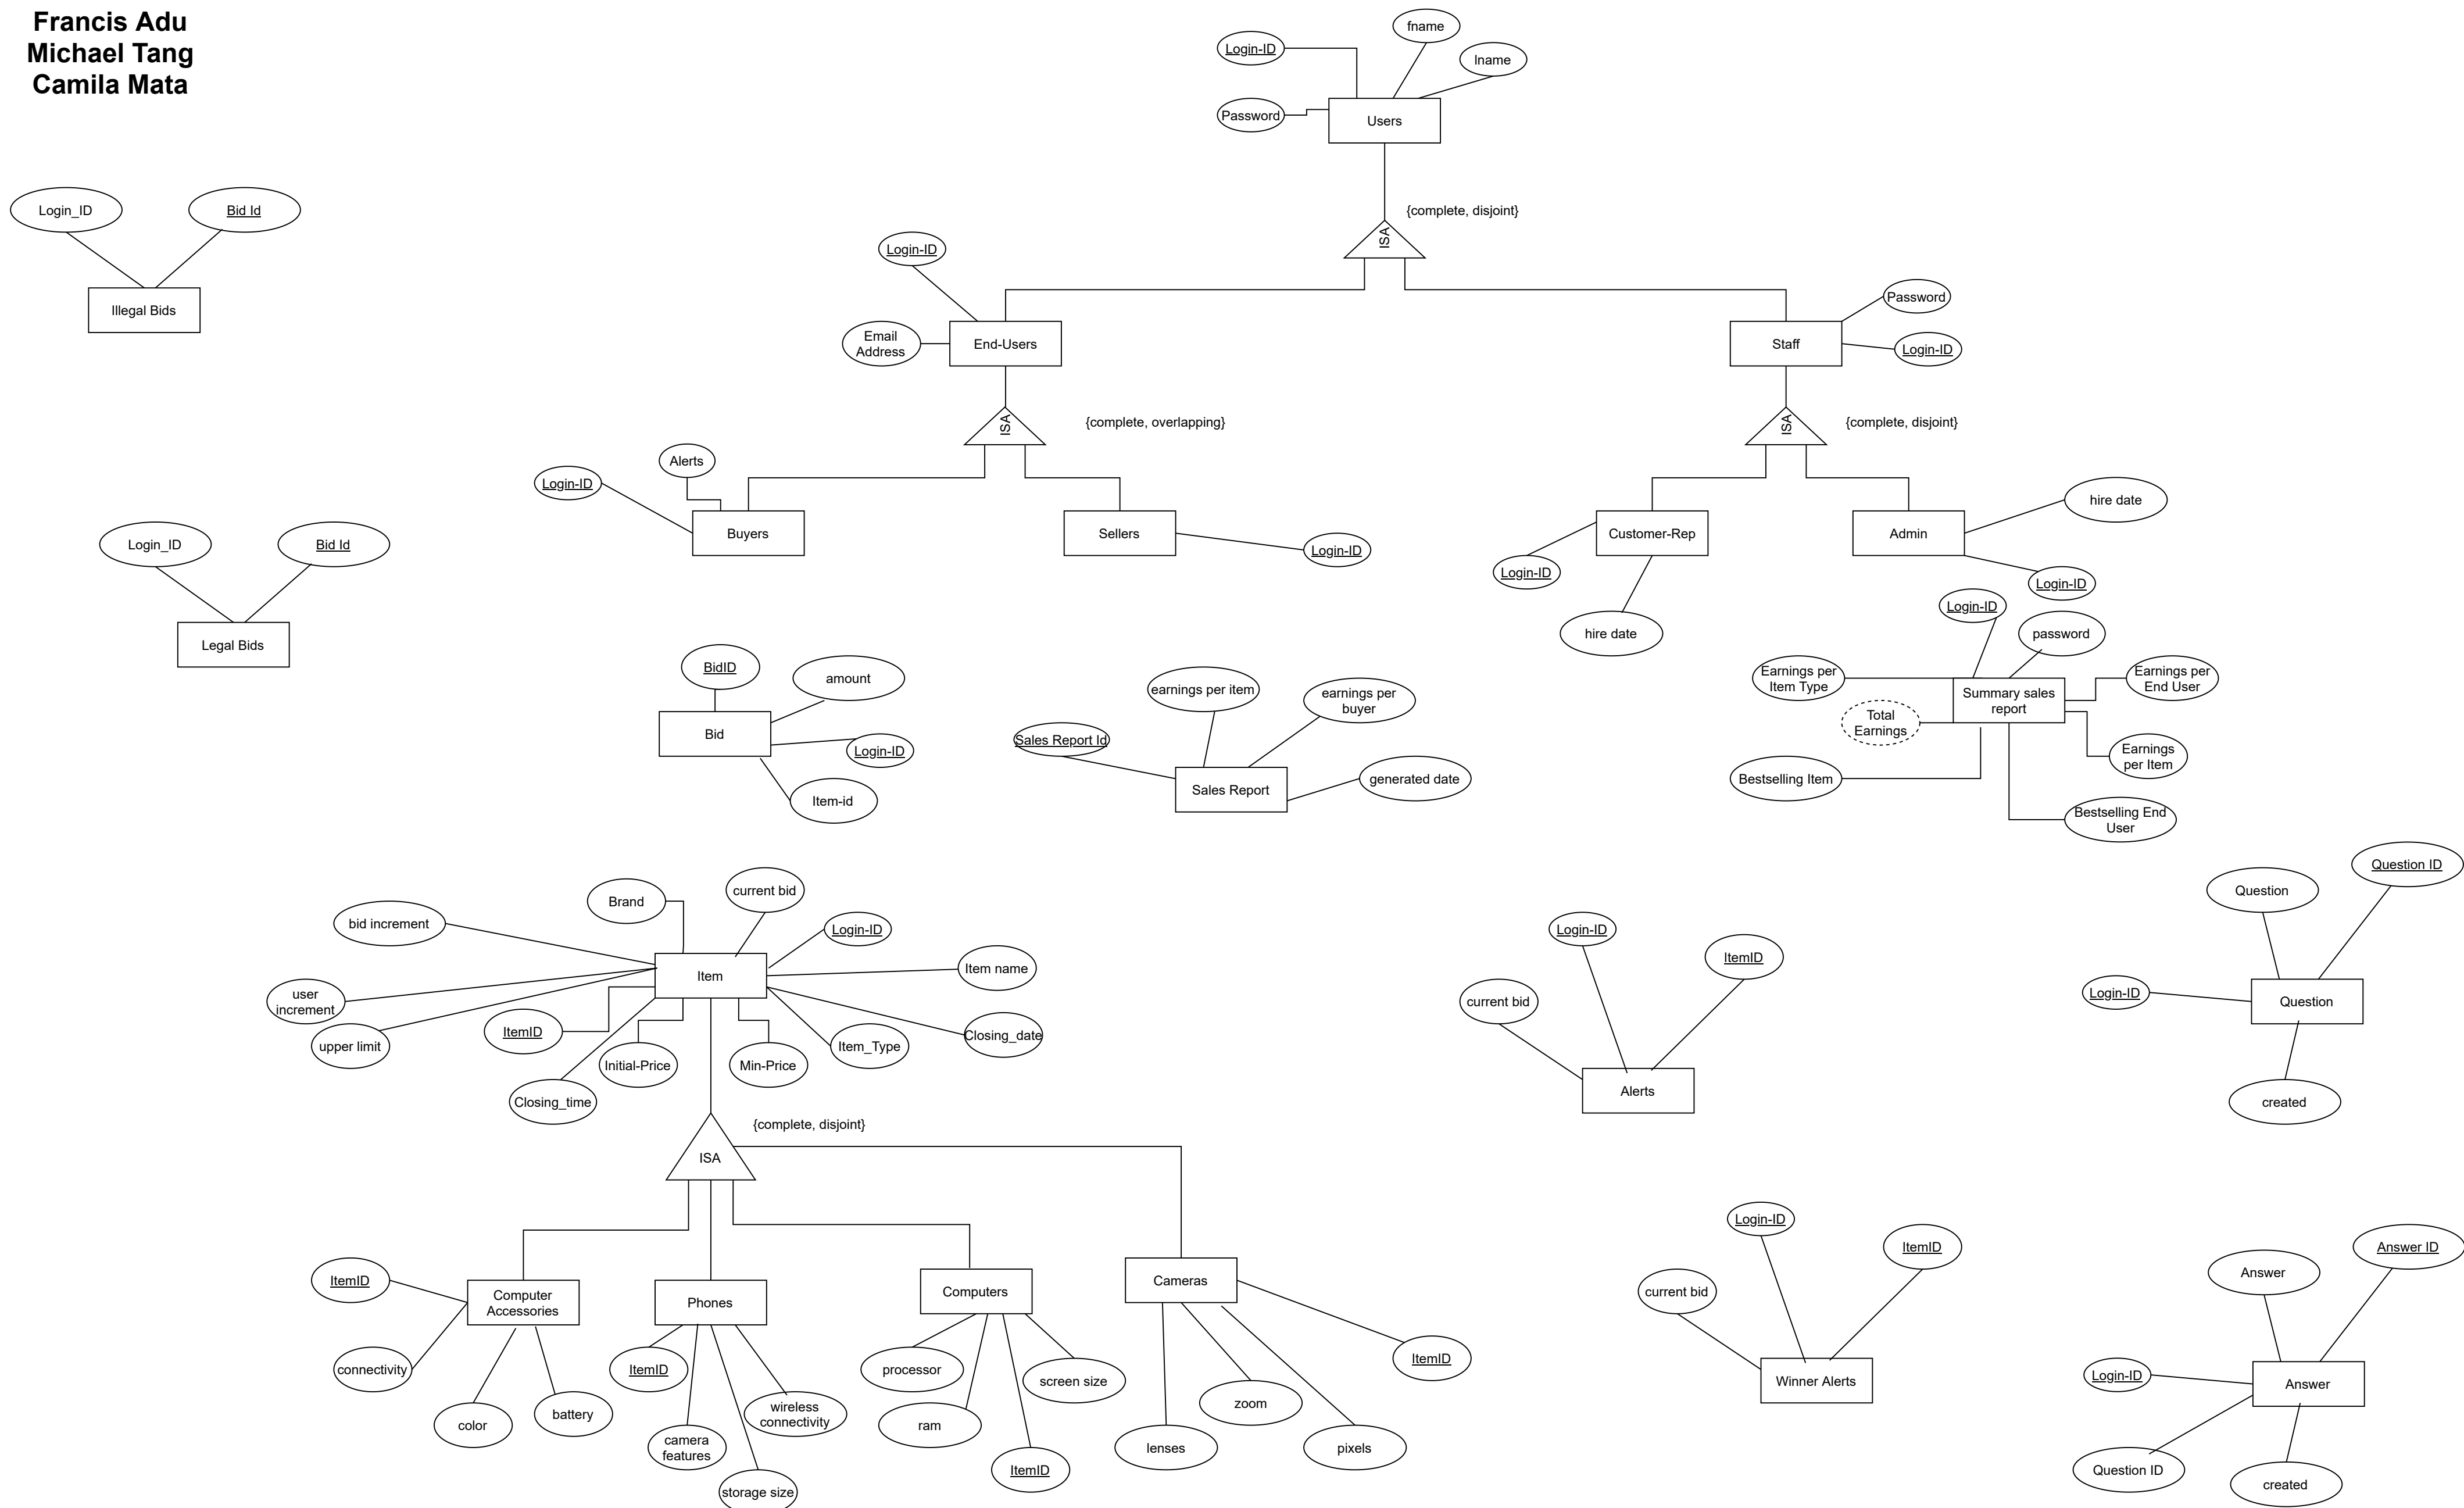 Francis Adu
Michael Tang
Camila Mata
fname
Login-ID
lname
Password
Users
{complete, disjoint}
ISA
Login_ID
Bid Id
Illegal Bids
Login-ID
Email
Address
End-Users
Password
Staff
Login-ID
ISA
{complete, overlapping}
ISA
{complete, disjoint}
Alerts
Login-ID
Buyers
Sellers
Login-ID
Customer-Rep
Login-ID
hire date
Admin
hire date
Login-ID
Login_ID
Bid Id
Legal Bids
BidID
amount
Bid
Login-ID
Item-id
earnings per item
earnings per
buyer
Sales Report Id
Sales Report
generated date
Login-ID
password
Earnings per
Item Type
Summary sales
report
Earnings per
End User
Total
Earnings
Earnings
per Item
Bestselling Item
Bestselling End
User
Brand
current bid
bid increment
Login-ID
Item
Item name
user
increment
upper limit
ItemID
Closing_time
Initial-Price
Min-Price
Item_Type
Closing_date
{complete, disjoint}
ISA
Login-ID
ItemID
current bid
Alerts
Question
Question ID
Login-ID
Question
created
ItemID
Computer
Accessories
connectivity
color
battery
Phones
ItemID
camera
features
storage size
wireless
connectivity
Computers
processor
ram
ItemID
screen size
Cameras
lenses
zoom
pixels
ItemID
Login-ID
ItemID
current bid
Winner Alerts
Answer
Answer ID
Login-ID
Answer
Question ID
created